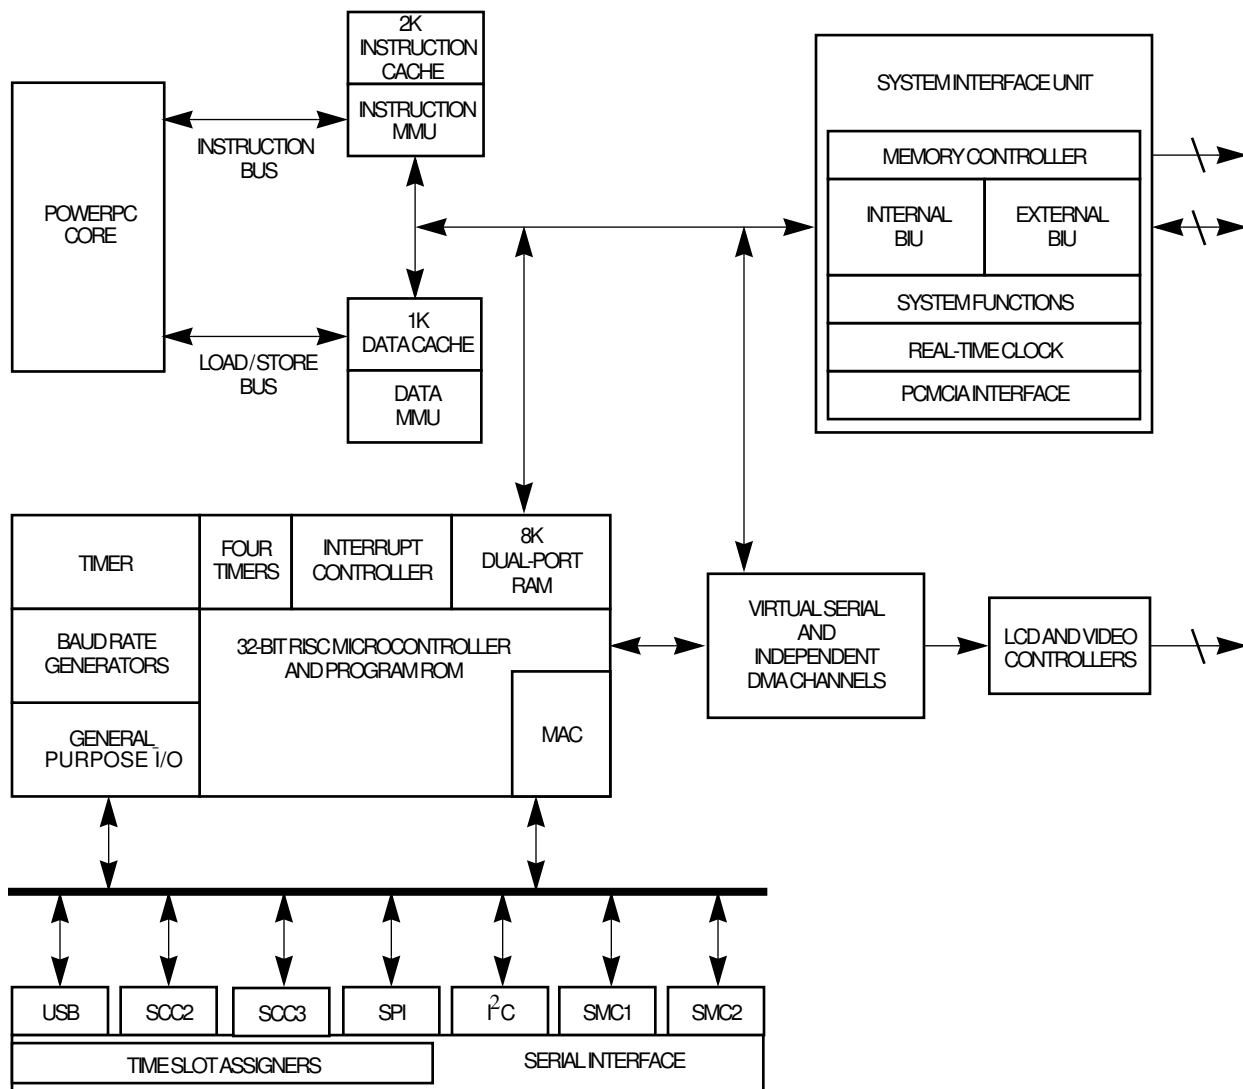 2K
INSTRUCTION
CACHE
INSTRUCTION
MMU
INSTRUCTION
BUS
POWERPC
CORE
1K
DATA CACHE
LOAD/STORE
BUS
DATA
MMU
SYSTEM INTERFACE UNIT
MEMORY CONTROLLER
INTERNAL
BIU
EXTERNAL
BIU
SYSTEM FUNCTIONS
REAL-TIME CLOCK
PCMCIA INTERFACE
TIMER
FOUR
TIMERS
INTERRUPT
CONTROLLER
8K
DUAL-PORT
RAM
BAUD RATE
GENERATORS
32-BIT RISC MICROCONTROLLER
AND PROGRAM ROM
GENERAL
PURPOSE I/O
MAC
VIRTUAL SERIAL
AND
INDEPENDENT
DMA CHANNELS
LCD AND VIDEO
CONTROLLERS
USB
SCC2
SCC3
SPI
I²C
SMC1
SMC2
TIME SLOT ASSIGNERS
SERIAL INTERFACE